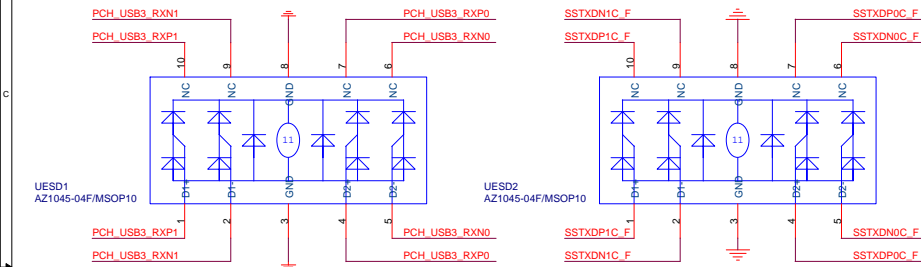 PCH_USB3_RXN1
PCH_USB3_RXP0
SSTXDN1C_F
SSTXDP0C_F
PCH_USB3_RXP1
PCH_USB3_RXN0
SSTXDP1C_F
SSTXDN0C_F
10 9 8 7 6
10 9 8 7 6
C
NC NC GND NC NC
NC NC GND NC NC
11
11
UESD1
AZ1045-04F/MSOP10
D1+ D1- GND D2+ D2-
UESD2
AZ1045-04F/MSOP10
D1+ D1- GND D2+ D2-
1 2 3 4 5
1 2 3 4 5
PCH_USB3_RXP1
PCH_USB3_RXN0
SSTXDP1C_F
SSTXDN0C_F
PCH_USB3_RXN1
PCH_USB3_RXP0
SSTXDN1C_F
SSTXDP0C_F